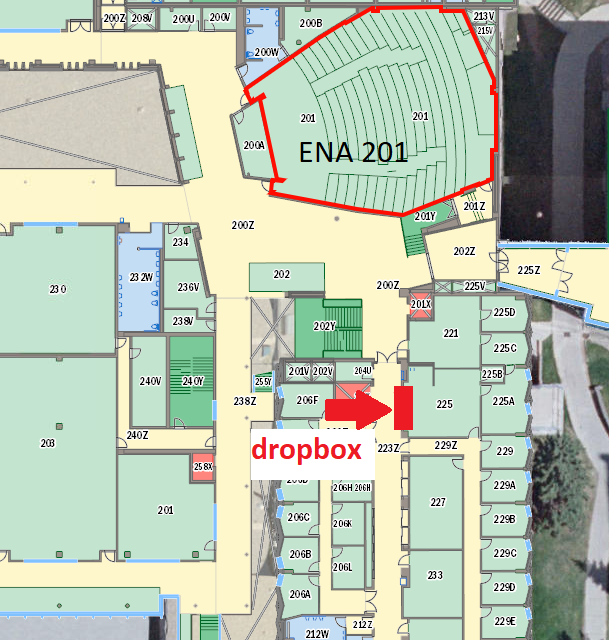 200Z
208V
200U
200V
200B
213V
215V
200W
201
201
ENA 201
200A
201Z
201Y
200Z
234
202Z
232W
225Z
202
230
236V
200Z
225V
201X
225D
238V
202Y
221
225C
201V
202V
204U
225B
240V
240Y
255Y
206F
225
225A
238Z
240Z
203
dropbox
223Z
229Z
229
258X
206H
206H
229A
201
206C
206K
227
229B
206B
229C
206L
233
206A
229D
212Z
229E
212W